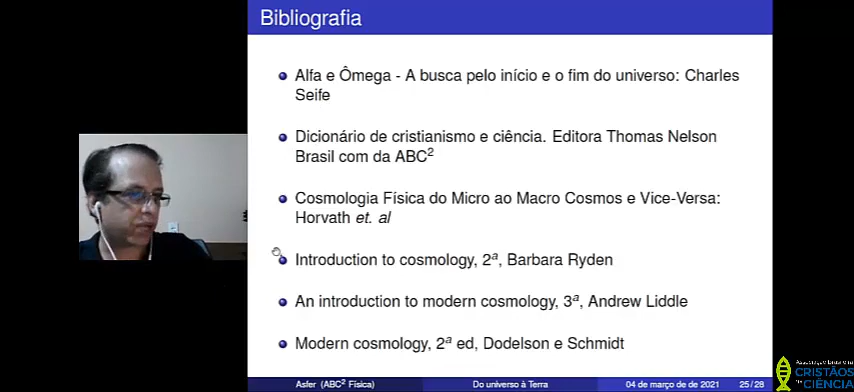 Bibliografia
Alfa e Ômega - A busca pelo início e o fim do universo: Charles
Seife
Dicionário de cristianismo e ciência. Editora Thomas Nelson
Brasil com da ABC²
Cosmologia Física do Micro ao Macro Cosmos e Vice-Versa:
Horvath et. al
Introduction to cosmology, 2ª, Barbara Ryden
An introduction to modern cosmology, 3ª, Andrew Liddle
Modern cosmology, 2ª ed, Dodelson e Schmidt
Asfer (ABC² Física) Do universo à Terra 04 de março de de 2021 25 / 28
Associação Brasileira
CRISTÃOS
na CIÊNCIA